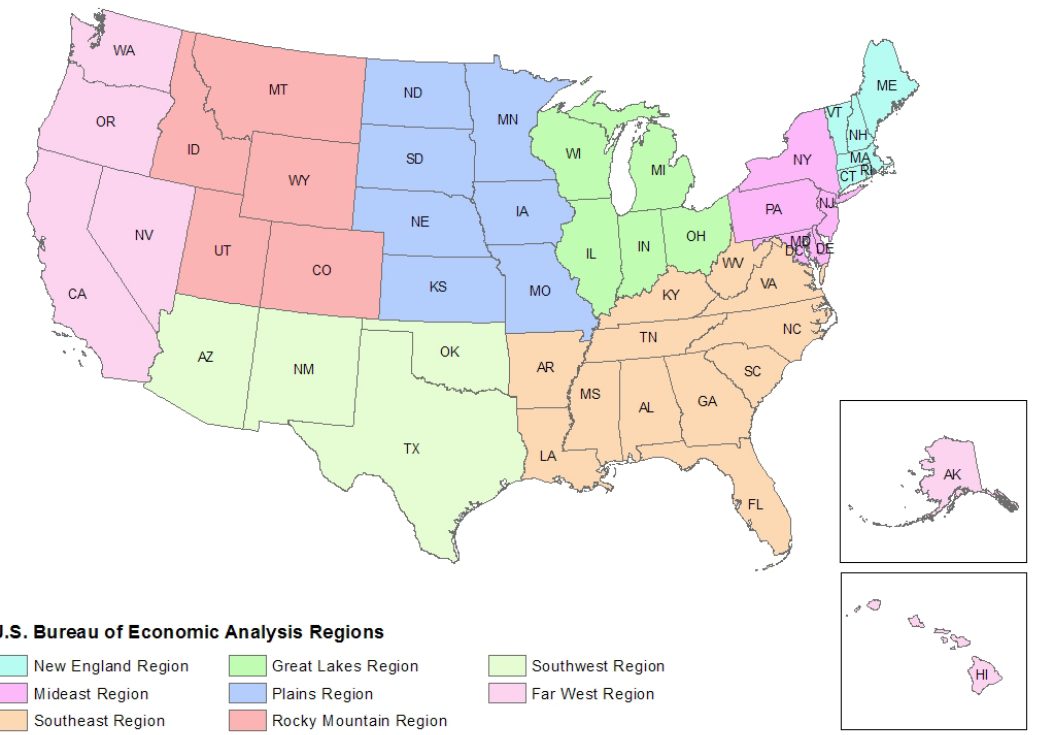 WA
MT
ND
MN
ME
VT
NH
OR
ID
SD
WI
MI
NY
MA
CT
RI
WY
NE
IA
PA
NJ
NV
UT
CO
KS
MO
IL
IN
OH
WV
MD
DC
DE
CA
KY
VA
AZ
NM
OK
AR
TN
NC
TX
LA
MS
AL
GA
SC
FL
AK
HI
U.S. Bureau of Economic Analysis Regions
New England Region
Great Lakes Region
Southwest Region
Mideast Region
Plains Region
Far West Region
Southeast Region
Rocky Mountain Region